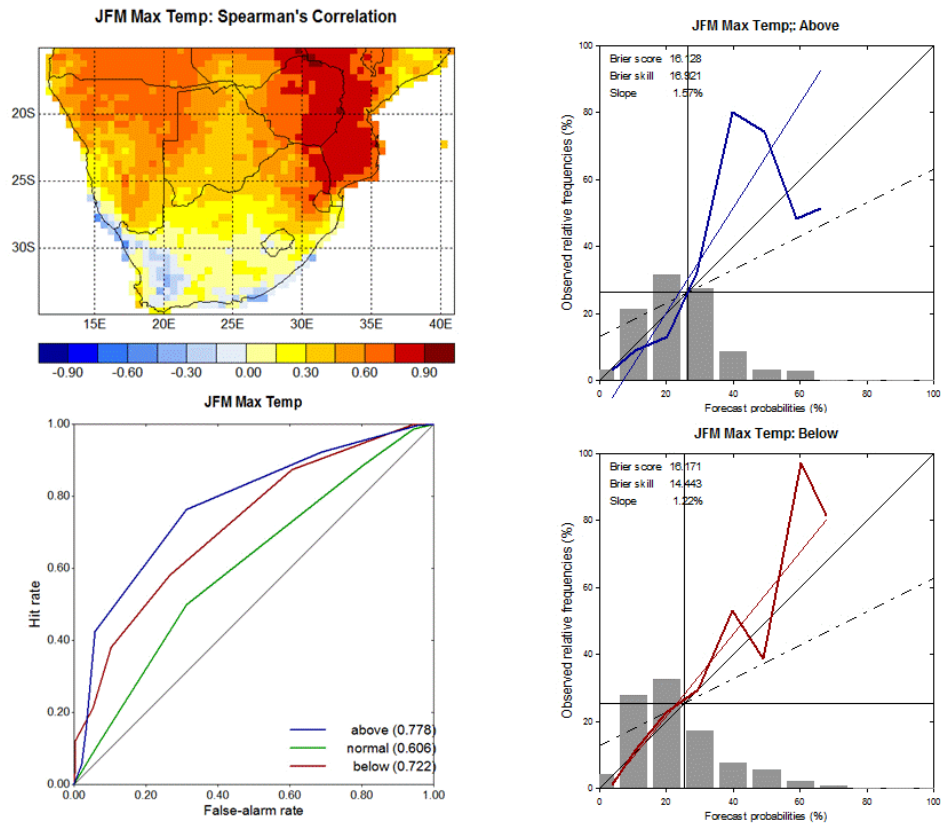 JFM Max Temp: Spearman's Correlation
20S
25S
30S
15E 20E 25E 30E 35E 40E
-0.90 -0.60 -0.30 0.00 0.30 0.60 0.90
JFM Max Temp
1.00
0.80
0.60
0.40
0.20
0.00
Hit rate
above (0.778)
normal (0.606)
below (0.722)
0.00 0.20 0.40 0.60 0.80 1.00
False-alarm rate
JFM Max Temp;: Above
Brier score 16.128
Brier skill 16.921
Slope 1.57%
100
80
60
40
20
0
Observed relative frequencies (%)
0 20 40 60 80 100
Forecast probabilities (%)
JFM Max Temp: Below
Brier score 16.171
Brier skill 14.443
Slope 1.22%
100
80
60
40
20
0
Observed relative frequencies (%)
0 20 40 60 80 100
Forecast probabilities (%)